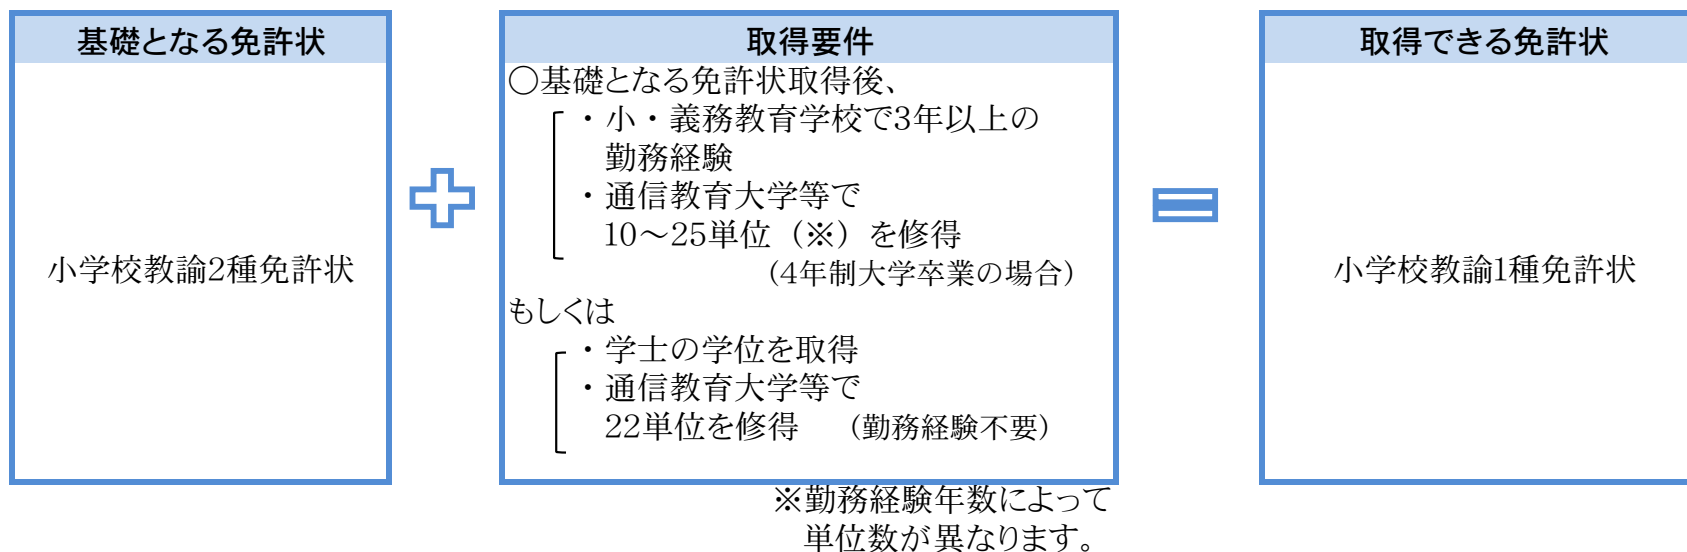 基礎となる免許状
小学校教諭2種免許状
取得要件
○基礎となる免許状取得後、
・小・義務教育学校で3年以上の
勤務経験
・通信教育大学等で
10～25単位（※）を修得
（4年制大学卒業の場合）
もしくは
・学士の学位を取得
・通信教育大学等で
22単位を修得　（勤務経験不要）
※勤務経験年数によって
単位数が異なります。
取得できる免許状
小学校教諭1種免許状